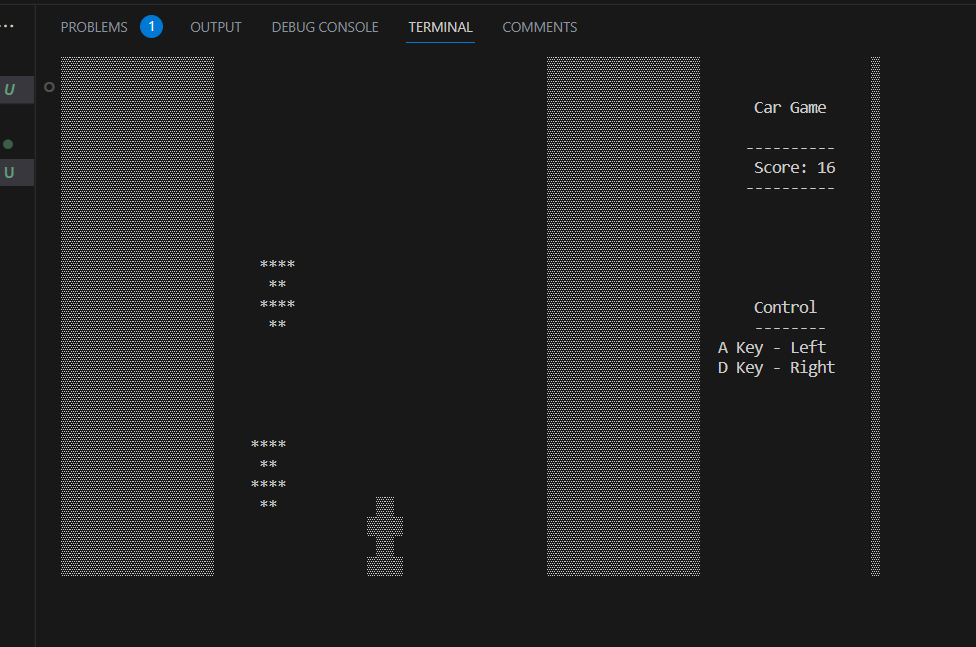 PROBLEMS 1 OUTPUT DEBUG CONSOLE TERMINAL COMMENTS
U
U
Car Game
----------
Score: 16
----------
****
**
****
**
Control
--------
A Key - Left
D Key - Right
****
**
****
**